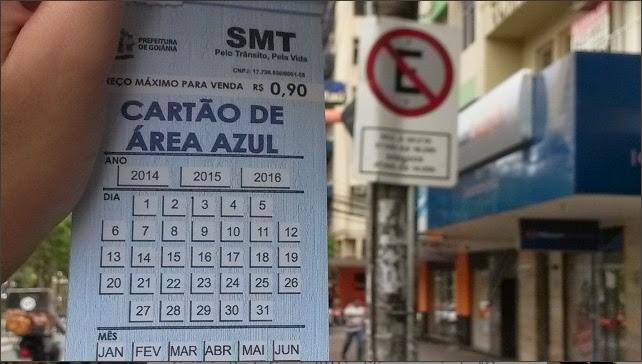 PREFEITURA
DE GOIÂNIA
SMT
Pelo Trânsito, Pela Vida
PREÇO MÁXIMO PARA VENDA R$ 0,90
CARTÃO DE
ÁREA AZUL
ANO
2014 2015 2016
DIA
1 2 3 4 5
6 7 8 9 10 11 12
13 14 15 16 17 18 19
20 21 22 23 24 25 26
27 28 29 30 31
MÊS
JAN FEV MAR ABR MAI JUN
E